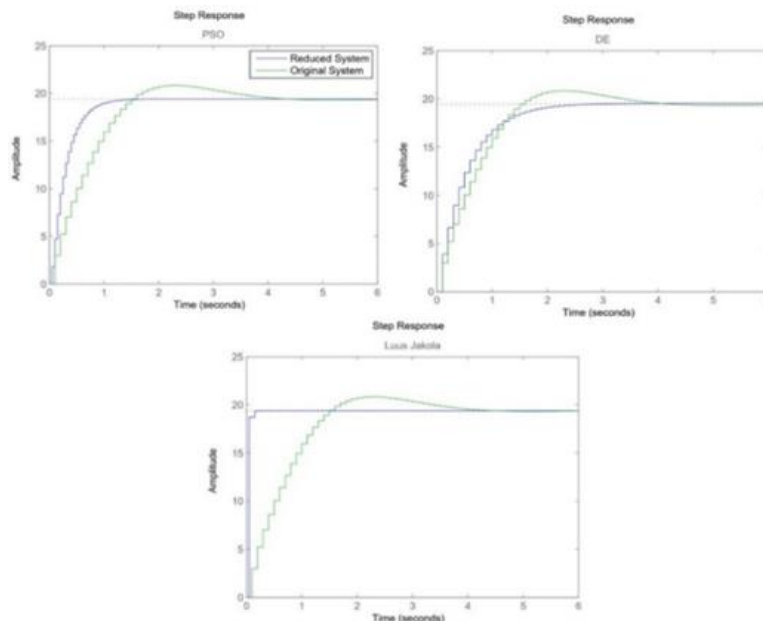 Step Response
PSO
25
20
15
10
5
0
Amplitude
Reduced System
Original System
0 1 2 3 4 5 6
Time (seconds)
Step Response
DE
25
20
15
10
5
0
Amplitude
0 1 2 3 4 5
Time (seconds)
Step Response
Luus Jakola
25
20
15
10
5
0
Amplitude
0 1 2 3 4 5 6
Time (seconds)